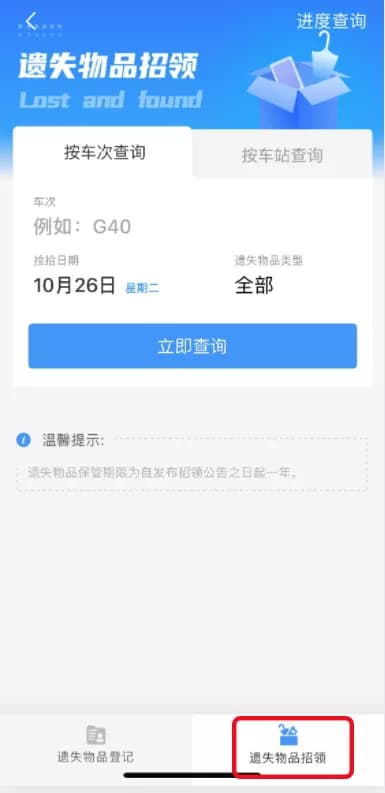 进度查询
遗失物品招领
Lost and found
按车次查询
按车站查询
车次
例如：G40
捡拾日期
遗失物品类型
10月26日 星期二
全部
立即查询
温馨提示：
遗失物品保管期限为自发布招领公告之日起一年。
遗失物品登记
遗失物品招领